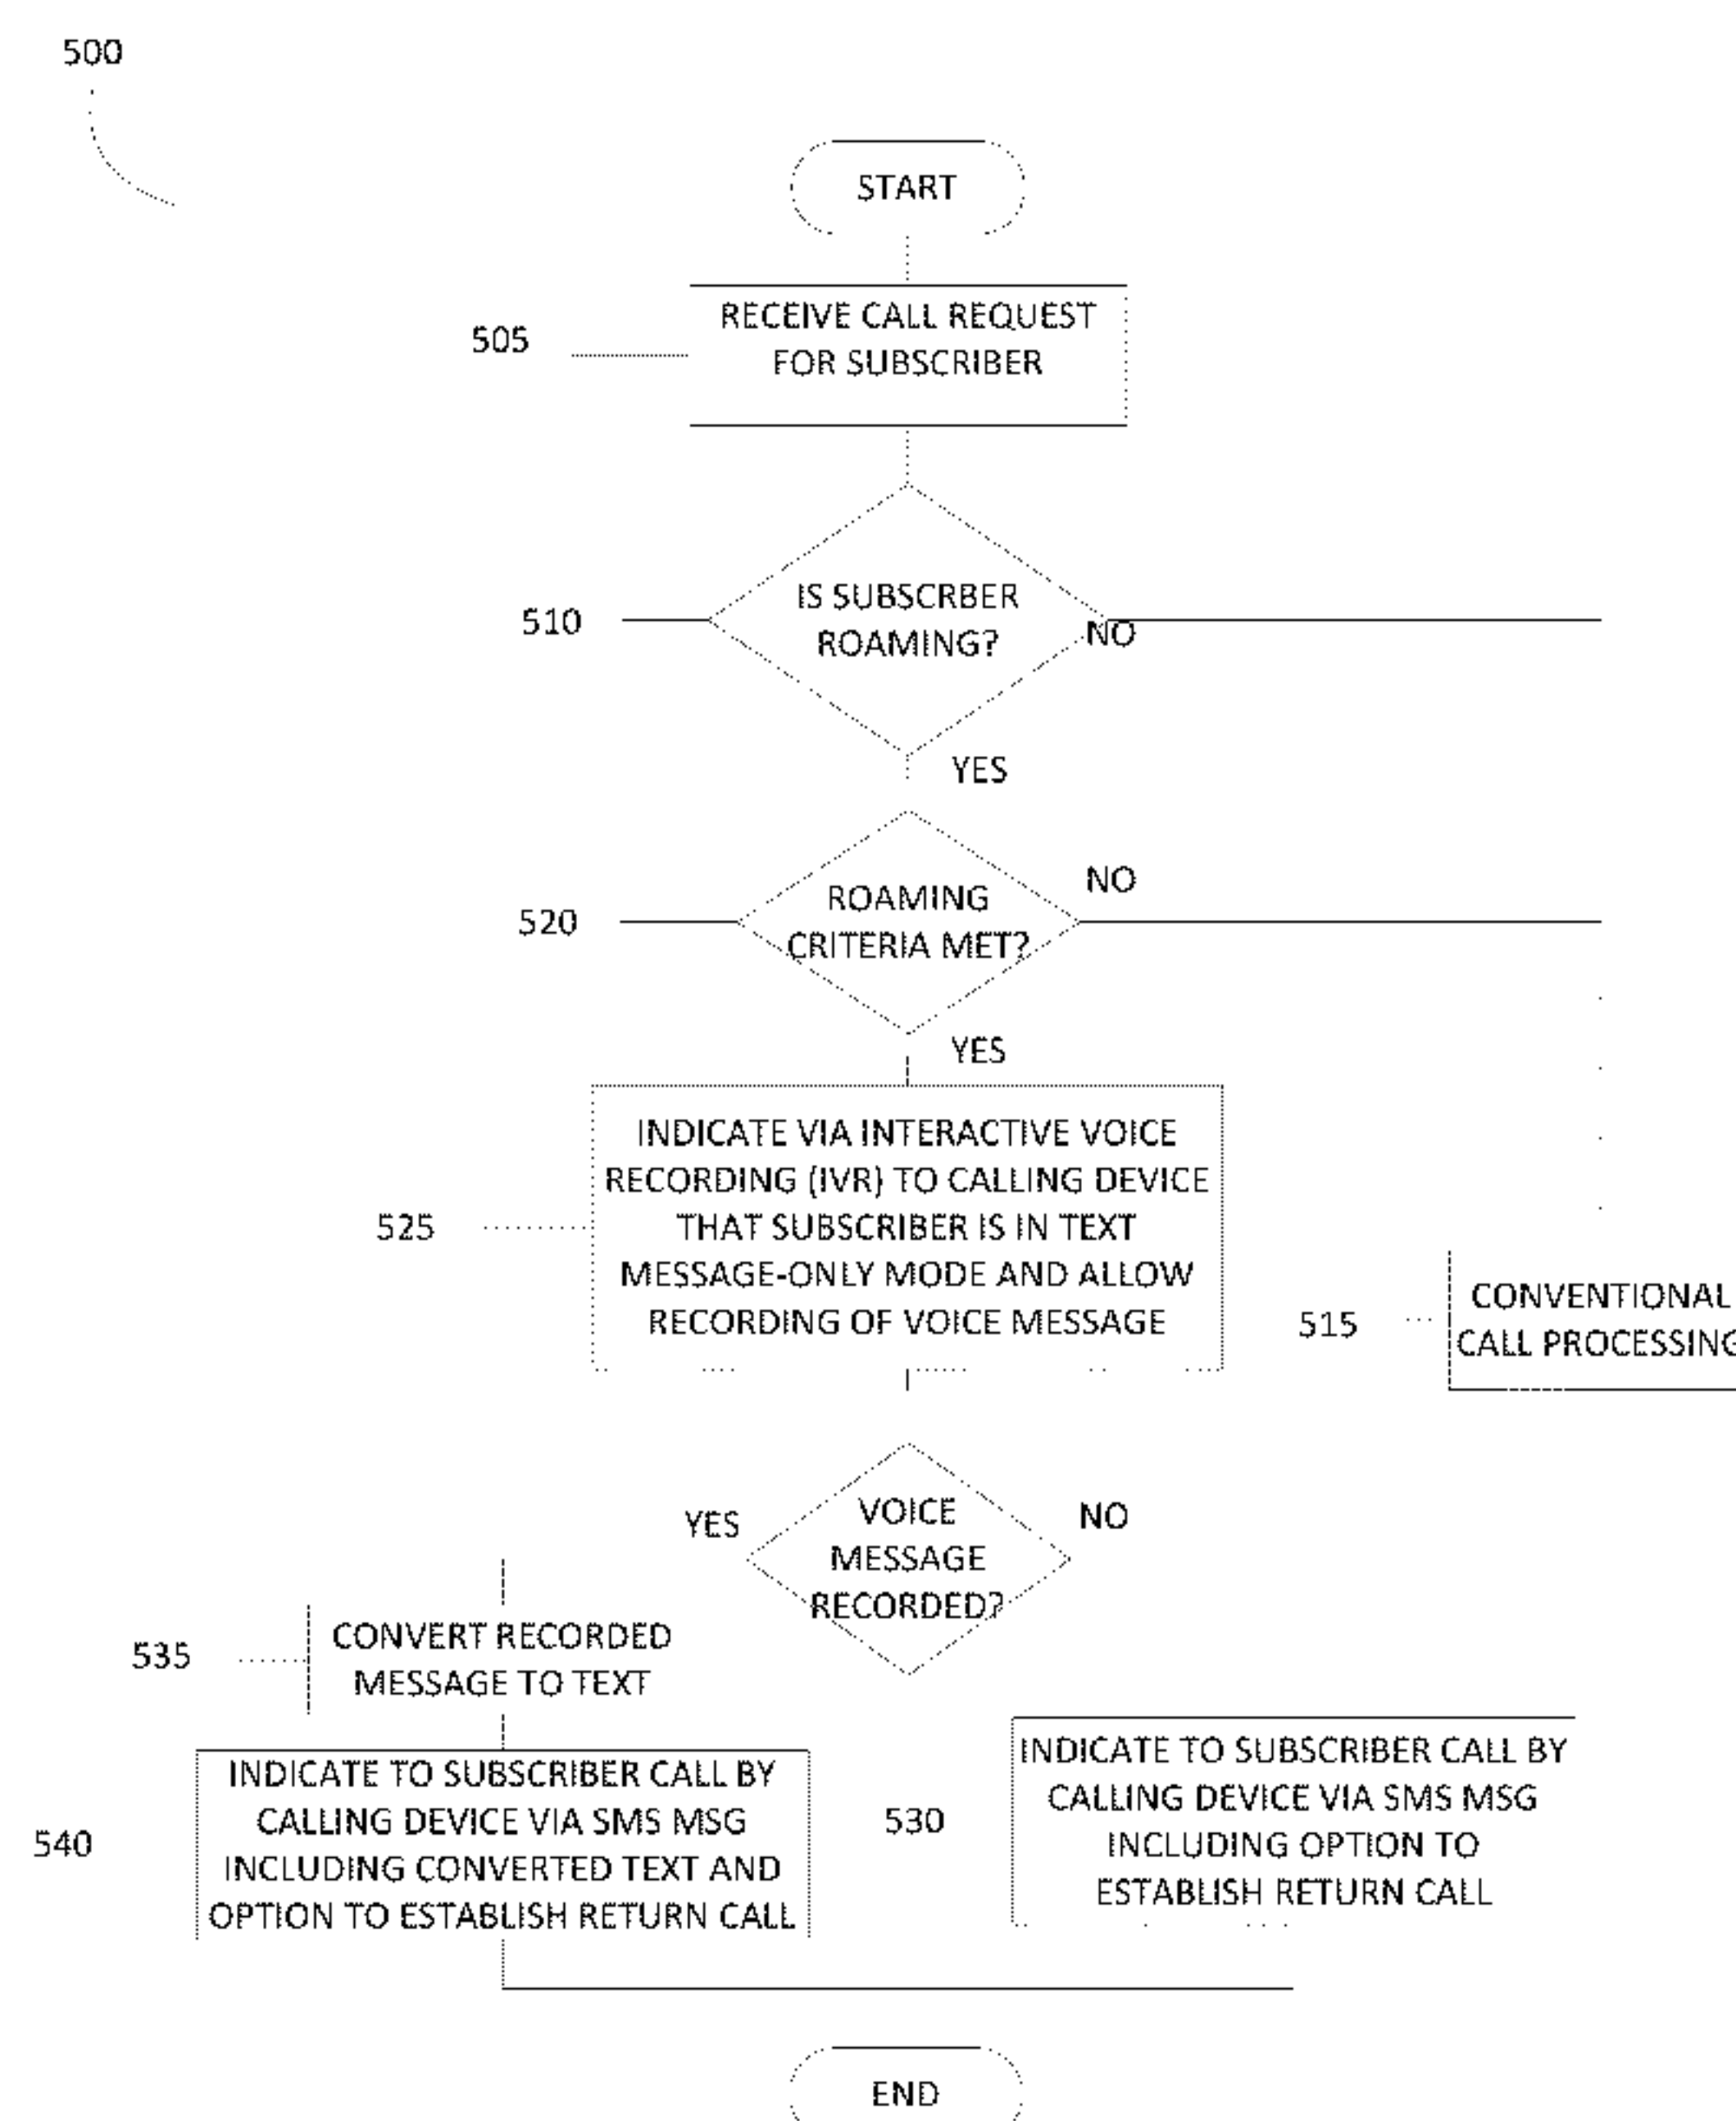 500
START
505
RECEIVE CALL REQUEST
FOR SUBSCRIBER
510
IS SUBSCRBER
ROAMING?
NO
YES
520
ROAMING
CRITERIA MET?
NO
YES
525
INDICATE VIA INTERACTIVE VOICE
RECORDING (IVR) TO CALLING DEVICE
THAT SUBSCRIBER IS IN TEXT
MESSAGE-ONLY MODE AND ALLOW
RECORDING OF VOICE MESSAGE
515
CONVENTIONAL
CALL PROCESSING
YES
VOICE
MESSAGE
RECORDED?
NO
535
CONVERT RECORDED
MESSAGE TO TEXT
540
INDICATE TO SUBSCRIBER CALL BY
CALLING DEVICE VIA SMS MSG
INCLUDING CONVERTED TEXT AND
OPTION TO ESTABLISH RETURN CALL
530
INDICATE TO SUBSCRIBER CALL BY
CALLING DEVICE VIA SMS MSG
INCLUDING OPTION TO
ESTABLISH RETURN CALL
END